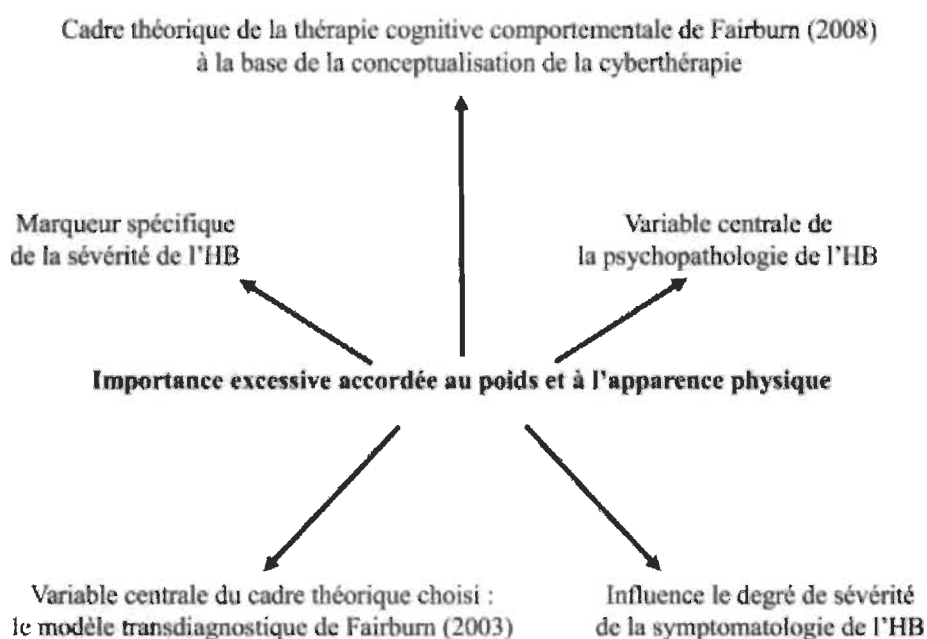 Cadre théorique de la thérapie cognitive comportementale de Fairburn (2008)
à la base de la conceptualisation de la cyberthérapie
Marqueur spécifique
de la sévérité de l'HB
Variable centrale de
la psychopathologie de l'HB
Importance excessive accordée au poids et à l'apparence physique
Variable centrale du cadre théorique choisi :
le modèle transdiagnostique de Fairburn (2003)
Influence le degré de sévérité
de la symptomatologie de l'HB